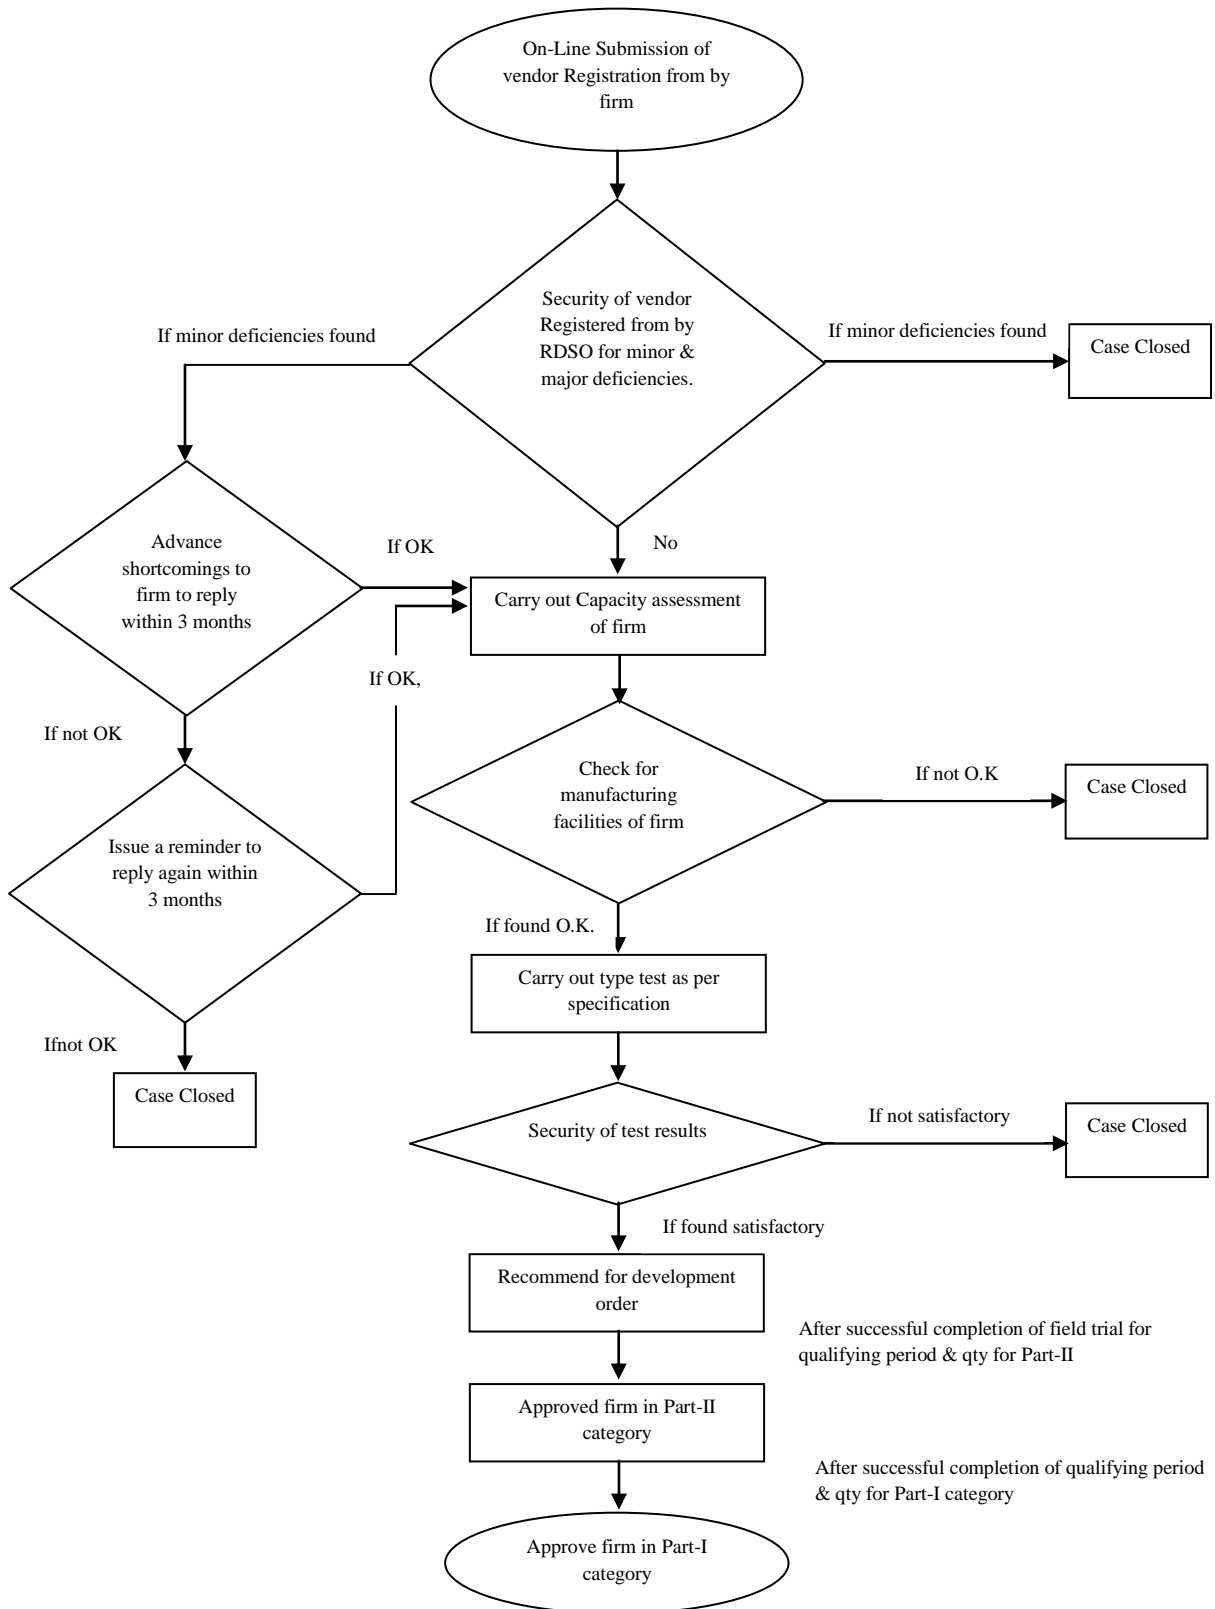 On-Line Submission of
vendor Registration from by
firm
Security of vendor
Registered from by
RDSO for minor &
major deficiencies.
If minor deficiencies found
If minor deficiencies found
Case Closed
Advance
shortcomings to
firm to reply
within 3 months
If OK
No
Carry out Capacity assessment
of firm
If OK,
If not OK
Issue a reminder to
reply again within
3 months
Check for
manufacturing
facilities of firm
If not O.K
Case Closed
If found O.K.
Carry out type test as per
specification
Ifnot OK
Case Closed
Security of test results
If not satisfactory
Case Closed
If found satisfactory
Recommend for development
order
After successful completion of field trial for
qualifying period & qty for Part-II
Approved firm in Part-II
category
After successful completion of qualifying period
& qty for Part-I category
Approve firm in Part-I
category